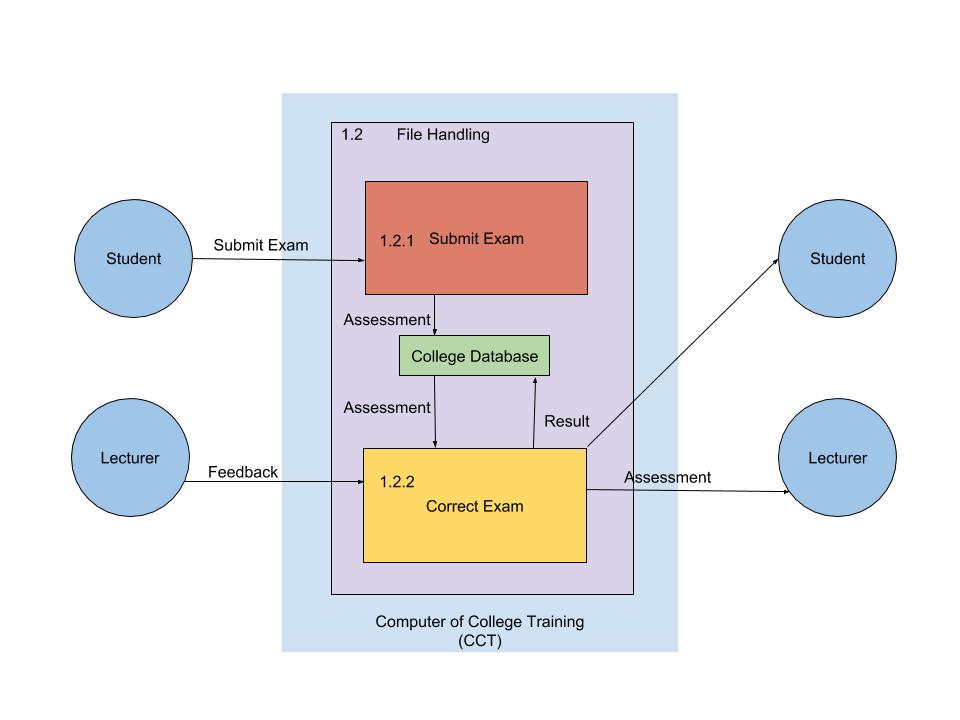 1.2 File Handling
1.2.1 Submit Exam
Student
Submit Exam
Student
Assessment
College Database
Assessment
Result
Lecturer
Feedback
1.2.2
Correct Exam
Assessment
Lecturer
Computer of College Training
(CCT)